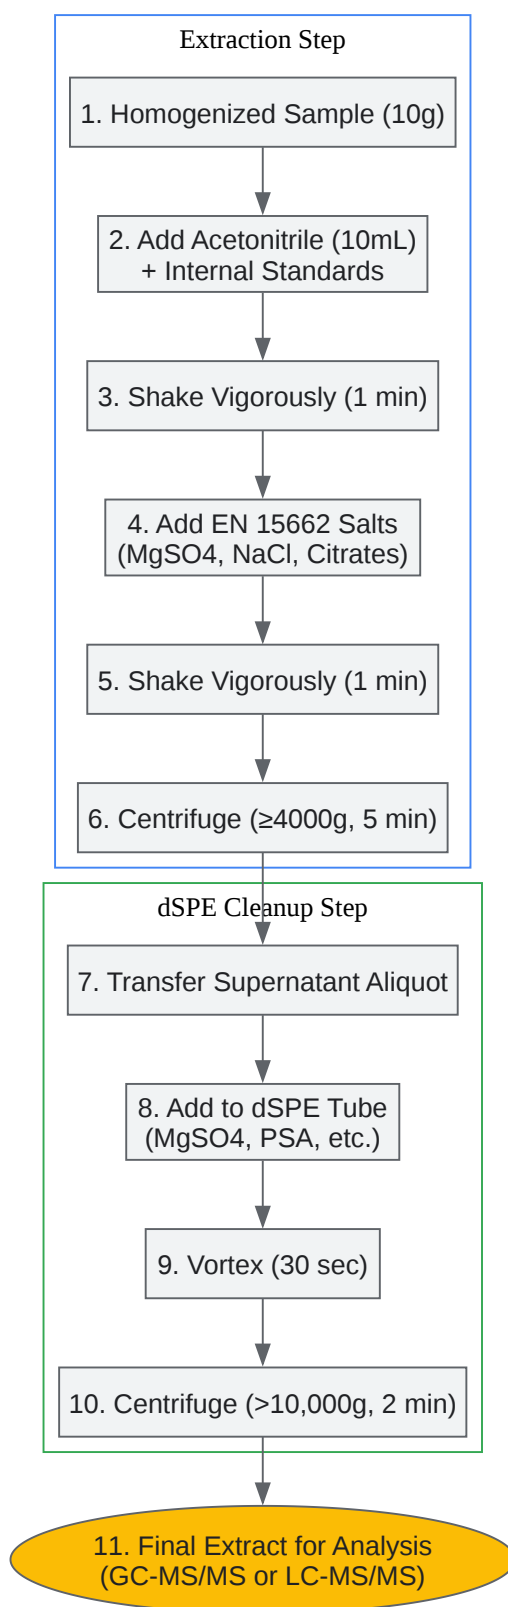 Extraction Step
1. Homogenized Sample (10g)
2. Add Acetonitrile (10mL)
+ Internal Standards
3. Shake Vigorously (1 min)
4. Add EN 15662 Salts
(MgSO4, NaCl, Citrates)
5. Shake Vigorously (1 min)
6. Centrifuge (≥4000g, 5 min)
dSPE Cleanup Step
7. Transfer Supernatant Aliquot
8. Add to dSPE Tube
(MgSO4, PSA, etc.)
9. Vortex (30 sec)
10. Centrifuge (>10,000g, 2 min)
11. Final Extract for Analysis
(GC-MS/MS or LC-MS/MS)